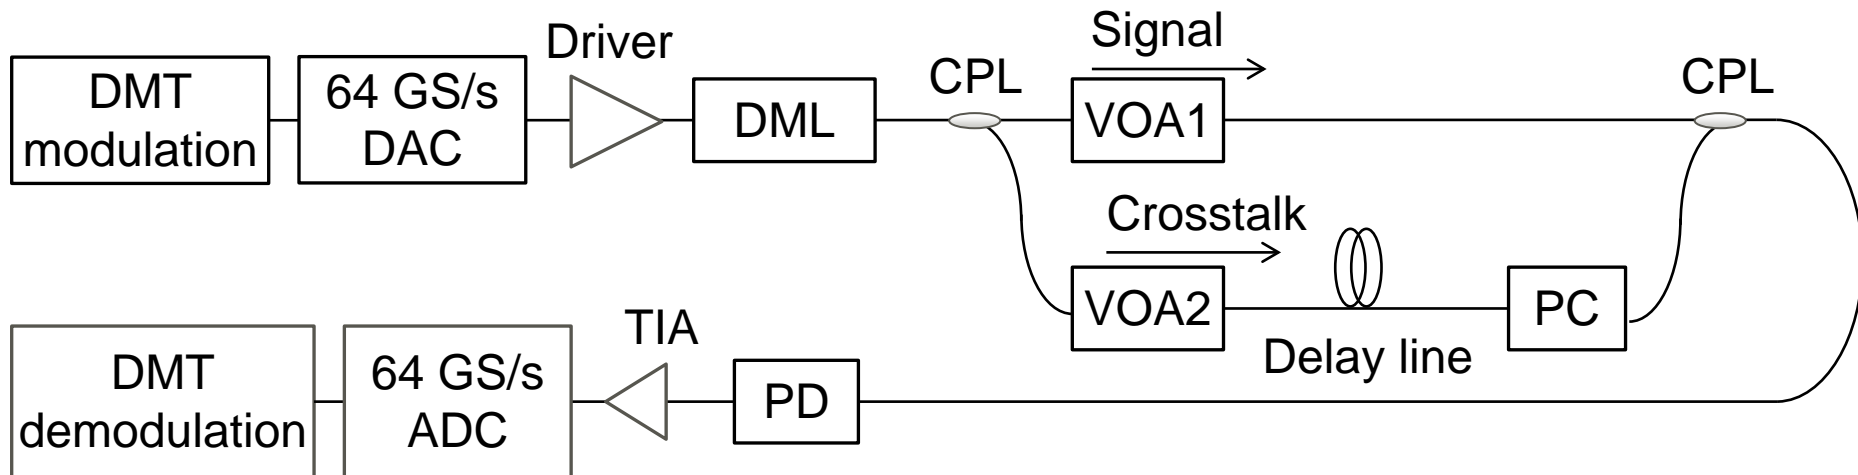 DMT
modulation
64 GS/s
DAC
Driver
DML
CPL
Signal
VOA1
CPL
Crosstalk
VOA2
Delay line
PC
DMT
demodulation
64 GS/s
ADC
TIA
PD